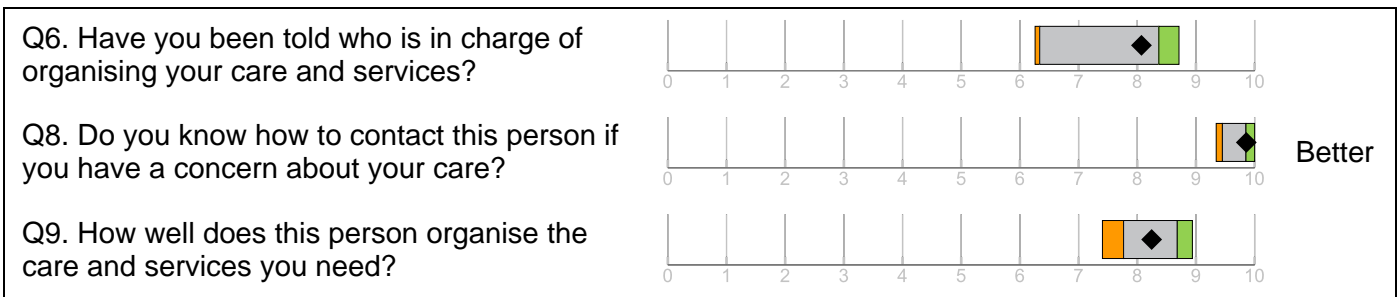 Q6. Have you been told who is in charge of
organising your care and services?
0 1 2 3 4 5 6 7 8 9 10
Q8. Do you know how to contact this person if
you have a concern about your care?
Better
0 1 2 3 4 5 6 7 8 9 10
Q9. How well does this person organise the
care and services you need?
0 1 2 3 4 5 6 7 8 9 10